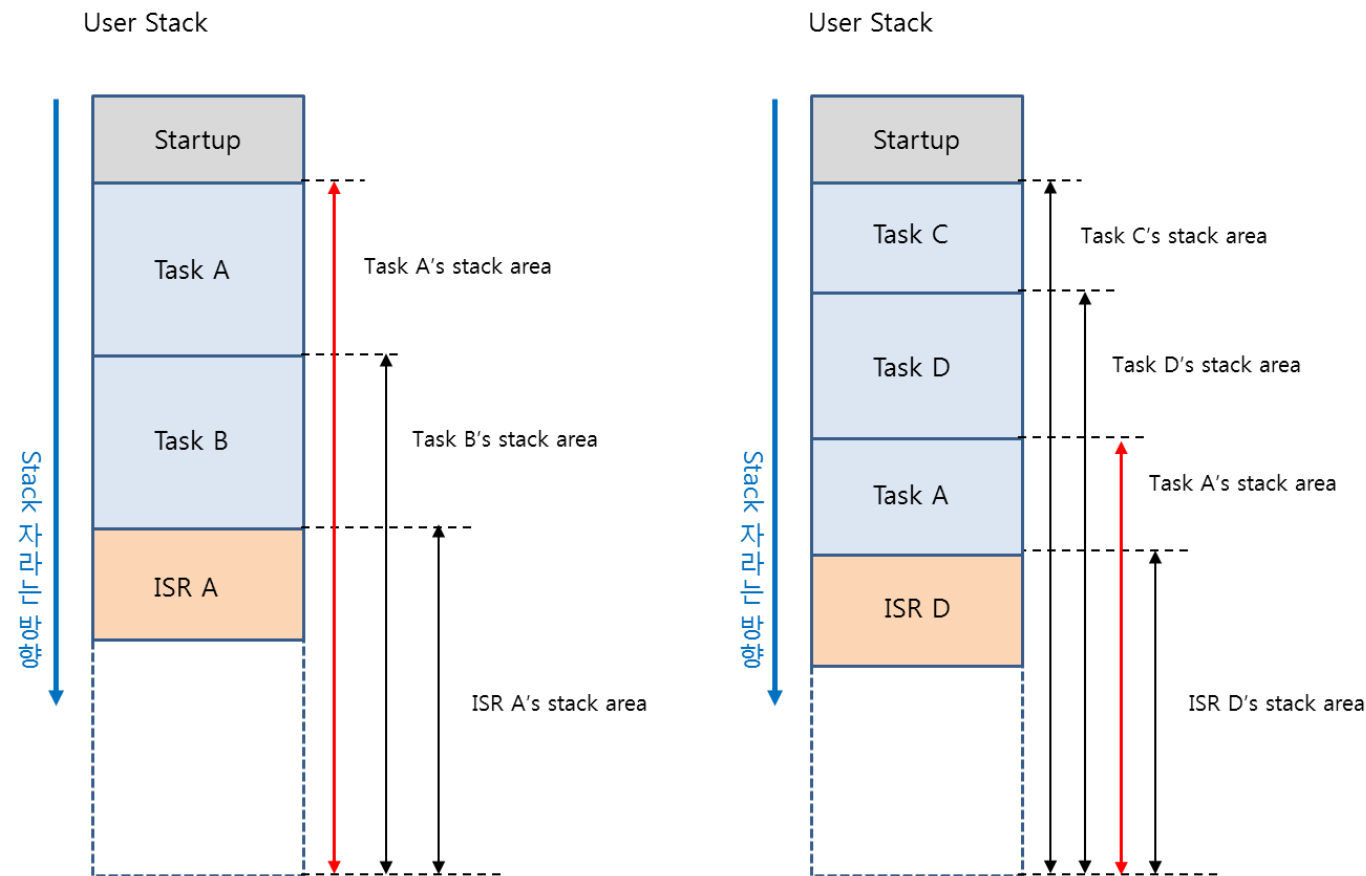 User Stack
Startup
Task A
Task A's stack area
Task B
Task B's stack area
Stack 자라는 방향
ISR A
ISR A's stack area
User Stack
Startup
Task C
Task C's stack area
Task D
Task D's stack area
Stack 자라는 방향
Task A
Task A's stack area
ISR D
ISR D's stack area